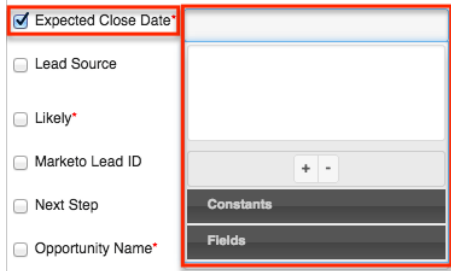 Expected Close Date*
Lead Source
Likely*
Marketo Lead ID
+ -
Next Step
Constants
Opportunity Name*
Fields